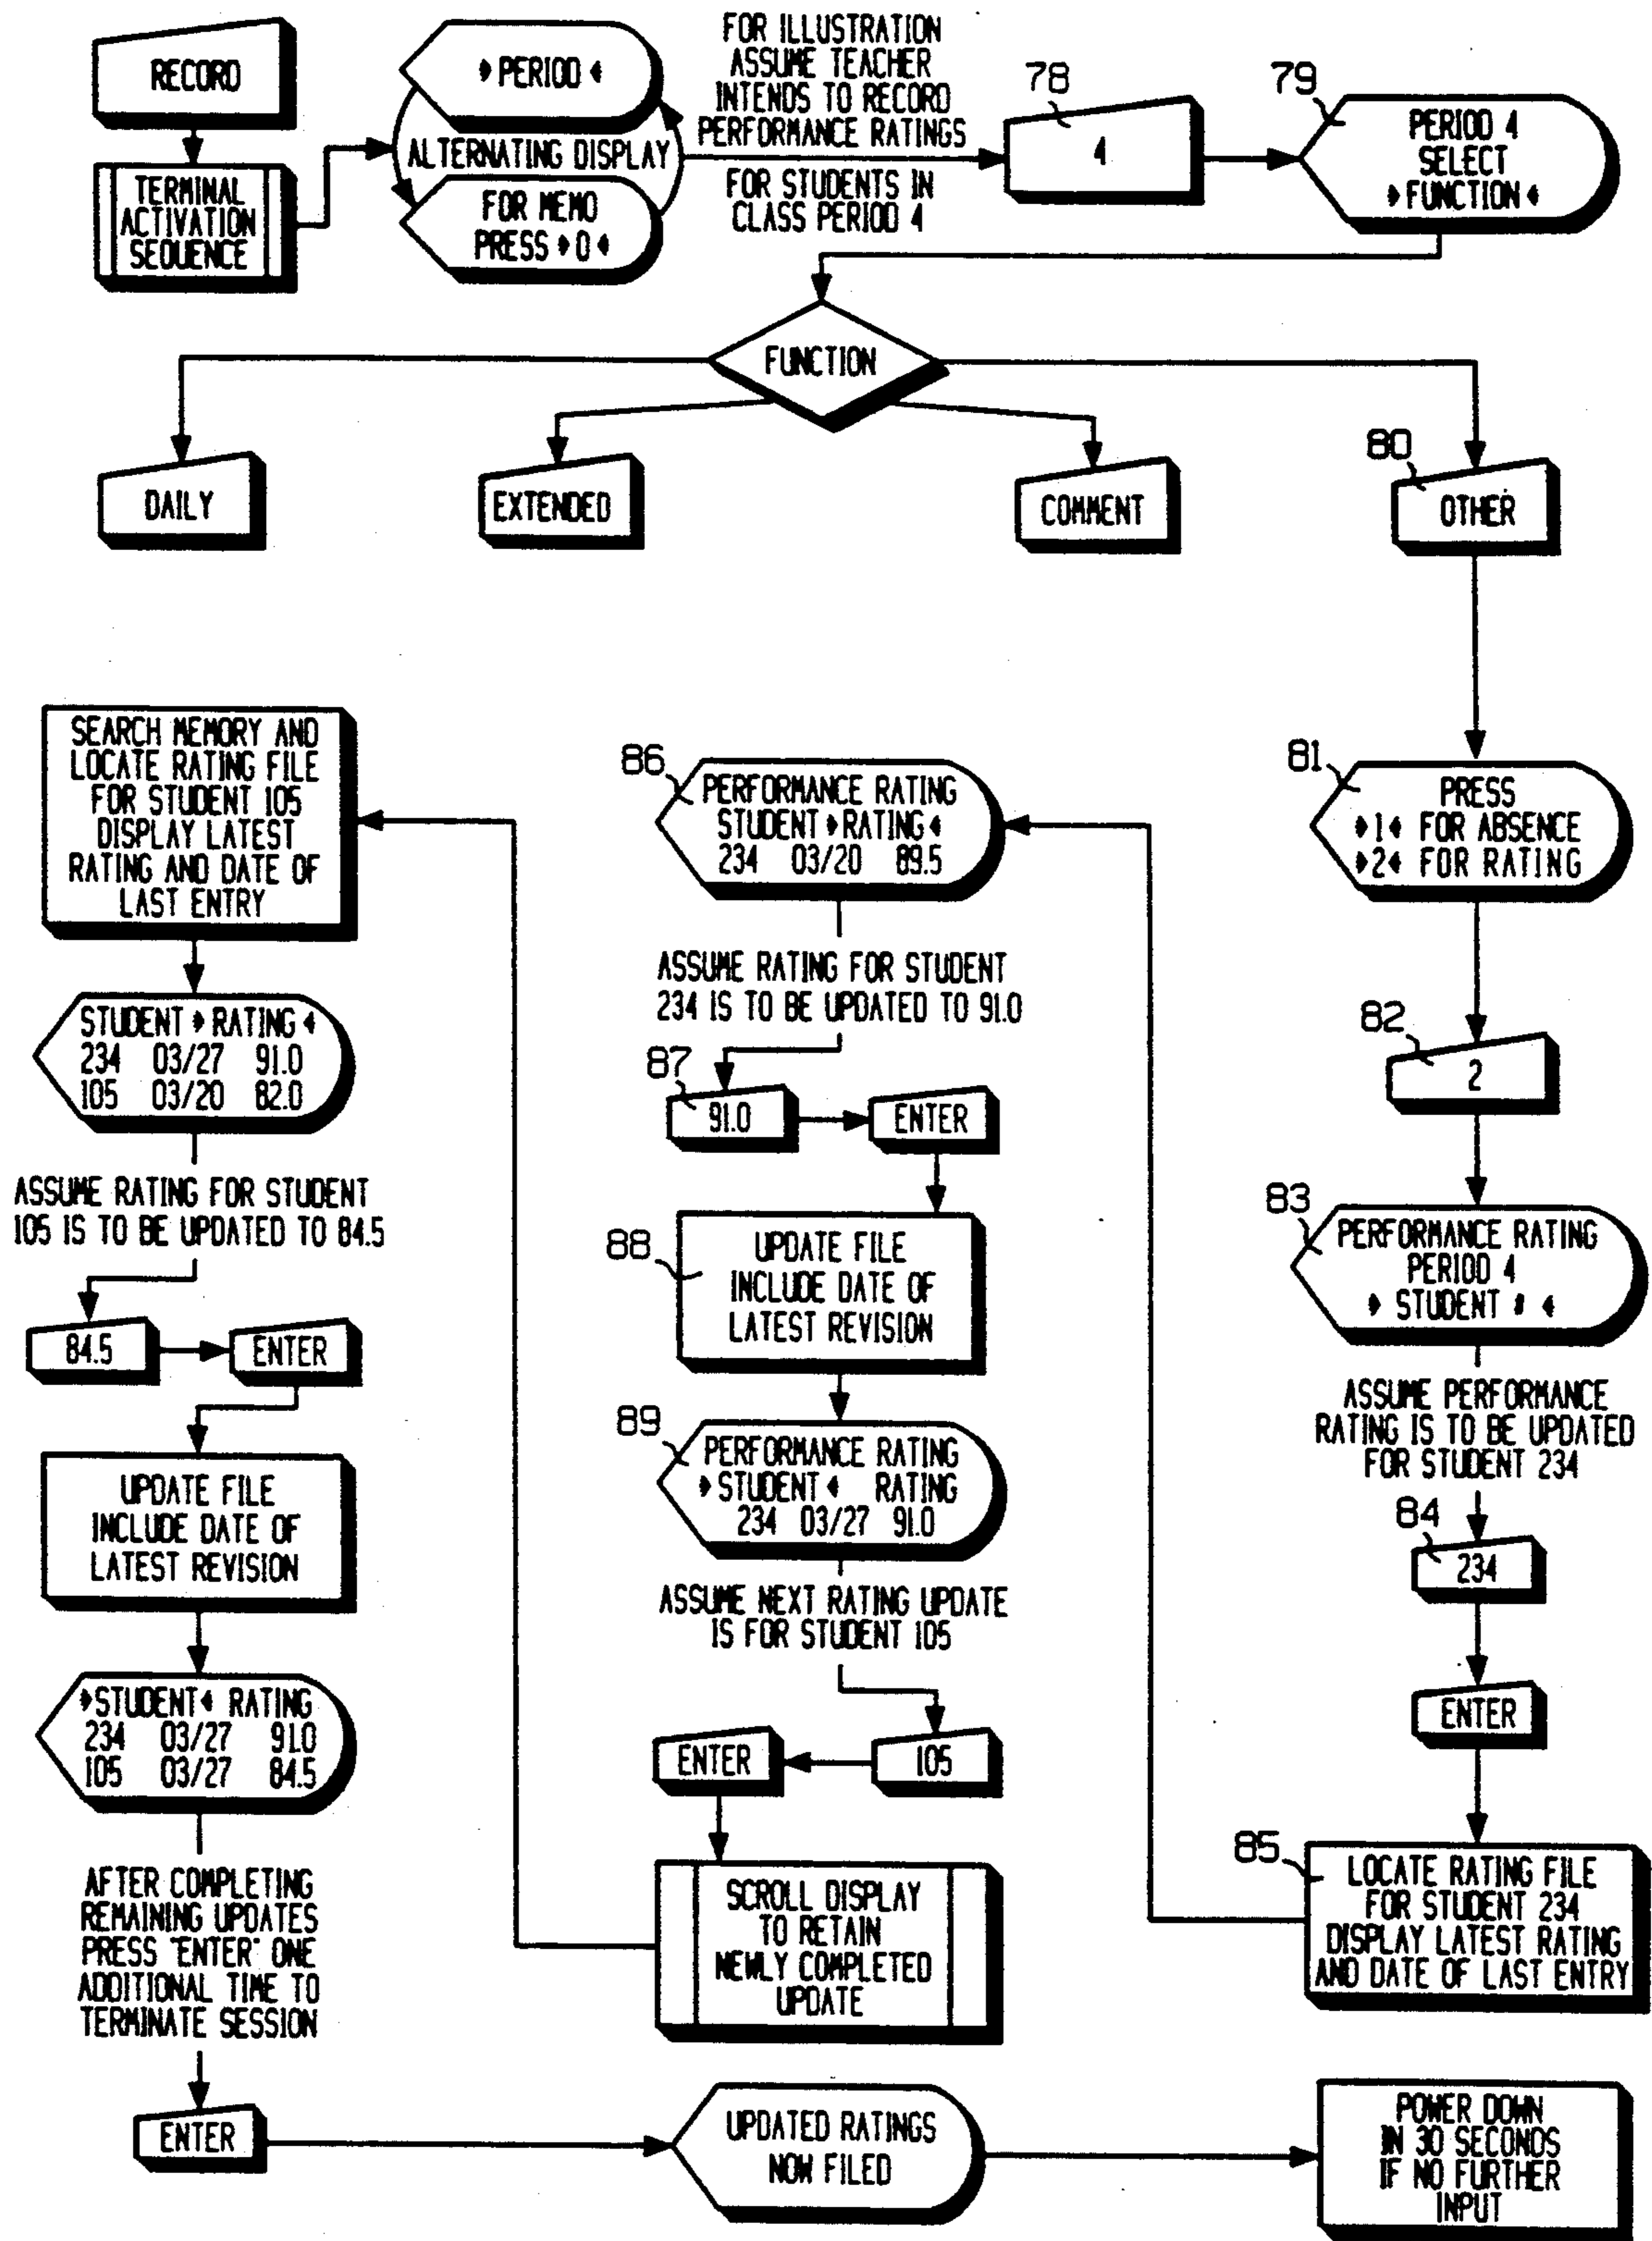 RECORD
TERMINAL
ACTIVATION
SEQUENCE
▸ PERIOD ◂
ALTERNATING DISPLAY
FOR MEMO
PRESS ▸ 0 ◂
FOR ILLUSTRATION
ASSUME TEACHER
INTENDS TO RECORD
PERFORMANCE RATINGS
FOR STUDENTS IN
CLASS PERIOD 4
78
4
79
PERIOD 4
SELECT
▸ FUNCTION ◂
FUNCTION
DAILY
EXTENDED
COMMENT
80
OTHER
81
PRESS
▸1◂ FOR ABSENCE
▸2◂ FOR RATING
82
2
83
PERFORMANCE RATING
PERIOD 4
▸ STUDENT # ◂
ASSUME PERFORMANCE
RATING IS TO BE UPDATED
FOR STUDENT 234
84
234
ENTER
85
LOCATE RATING FILE
FOR STUDENT 234
DISPLAY LATEST RATING
AND DATE OF LAST ENTRY
86
PERFORMANCE RATING
STUDENT ▸RATING◂
234 03/20 89.5
ASSUME RATING FOR STUDENT
234 IS TO BE UPDATED TO 91.0
87
91.0
ENTER
88
UPDATE FILE
INCLUDE DATE OF
LATEST REVISION
89
PERFORMANCE RATING
▸STUDENT◂ RATING
234 03/27 91.0
ASSUME NEXT RATING UPDATE
IS FOR STUDENT 105
105
ENTER
SCROLL DISPLAY
TO RETAIN
NEWLY COMPLETED
UPDATE
SEARCH MEMORY AND
LOCATE RATING FILE
FOR STUDENT 105
DISPLAY LATEST
RATING AND DATE OF
LAST ENTRY
STUDENT ▸ RATING ◂
234 03/27 91.0
105 03/20 82.0
ASSUME RATING FOR STUDENT
105 IS TO BE UPDATED TO 84.5
84.5
ENTER
UPDATE FILE
INCLUDE DATE OF
LATEST REVISION
▸STUDENT◂ RATING
234 03/27 91.0
105 03/27 84.5
AFTER COMPLETING
REMAINING UPDATES
PRESS "ENTER" ONE
ADDITIONAL TIME TO
TERMINATE SESSION
ENTER
UPDATED RATINGS
NOW FILED
POWER DOWN
IN 30 SECONDS
IF NO FURTHER
INPUT